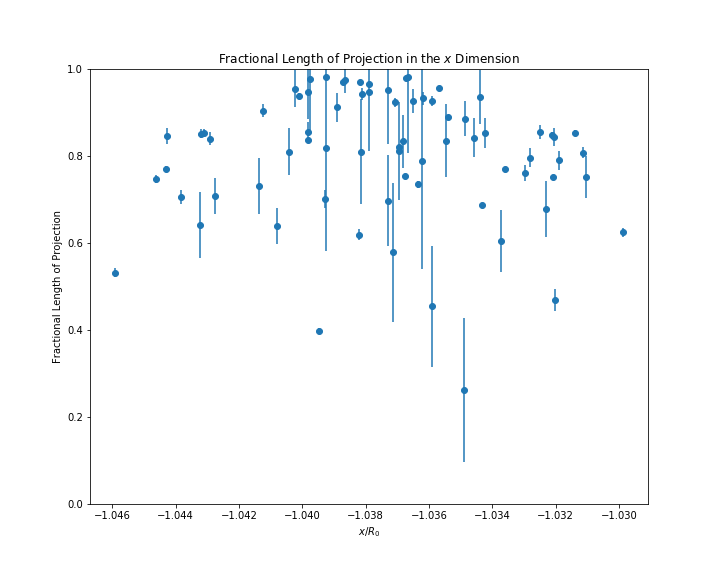 Fractional Length of Projection in the x Dimension
Fractional Length of Projection
1.0
0.8
0.6
0.4
0.2
0.0
−1.046 −1.044 −1.042 −1.040 −1.038 −1.036 −1.034 −1.032 −1.030
x/R₀